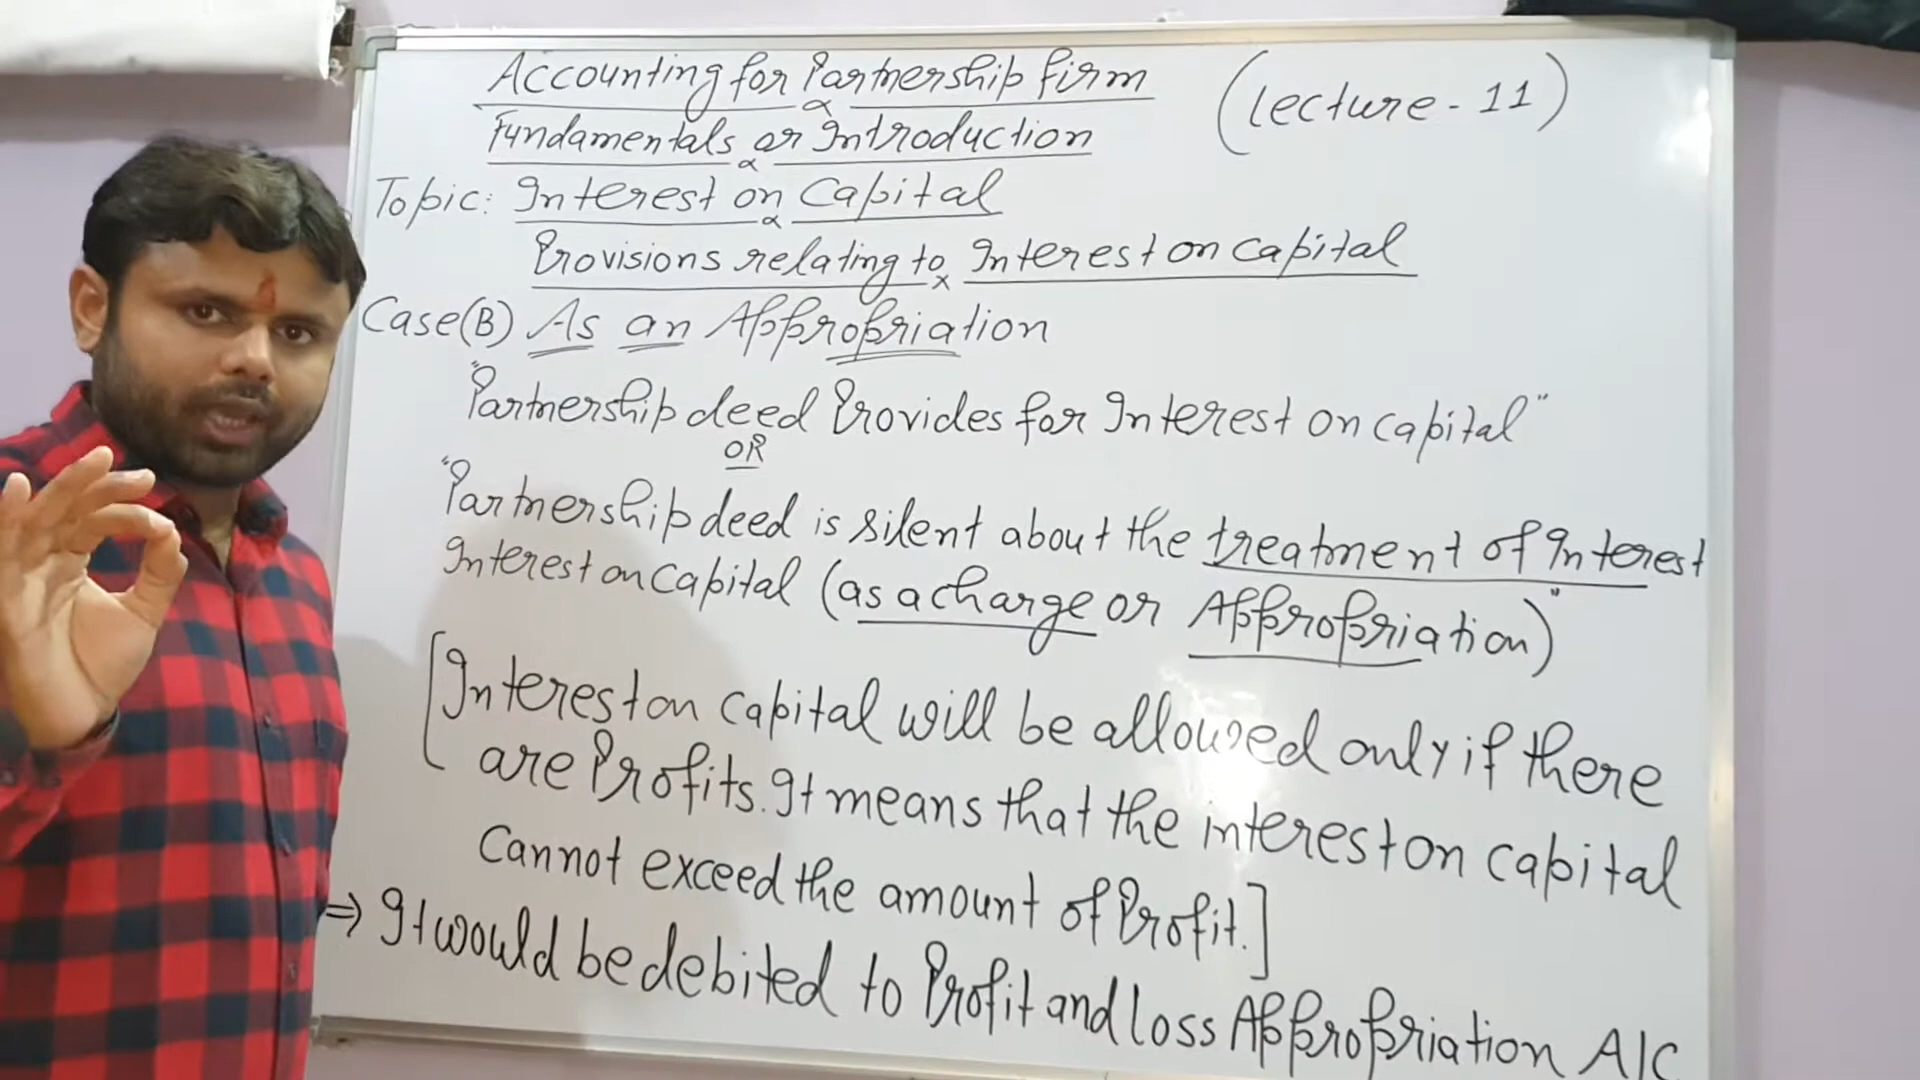 Accounting for Partnership firm
(Lecture - 11)
Fundamentals or Introduction
Topic: Interest on Capital
Provisions relating to Interest on capital
Case(B) As an Appropriation
"Partnership deed Provides for Interest on capital"
OR
"Partnership deed is silent about the treatment of Interest
Interest on capital (as a charge or Appropriation)"
[Interest on capital will be allowed only if there
are Profits. It means that the interest on capital
Cannot exceed the amount of Profit.]
⇒ It would be debited to Profit and loss Appropriation A/C